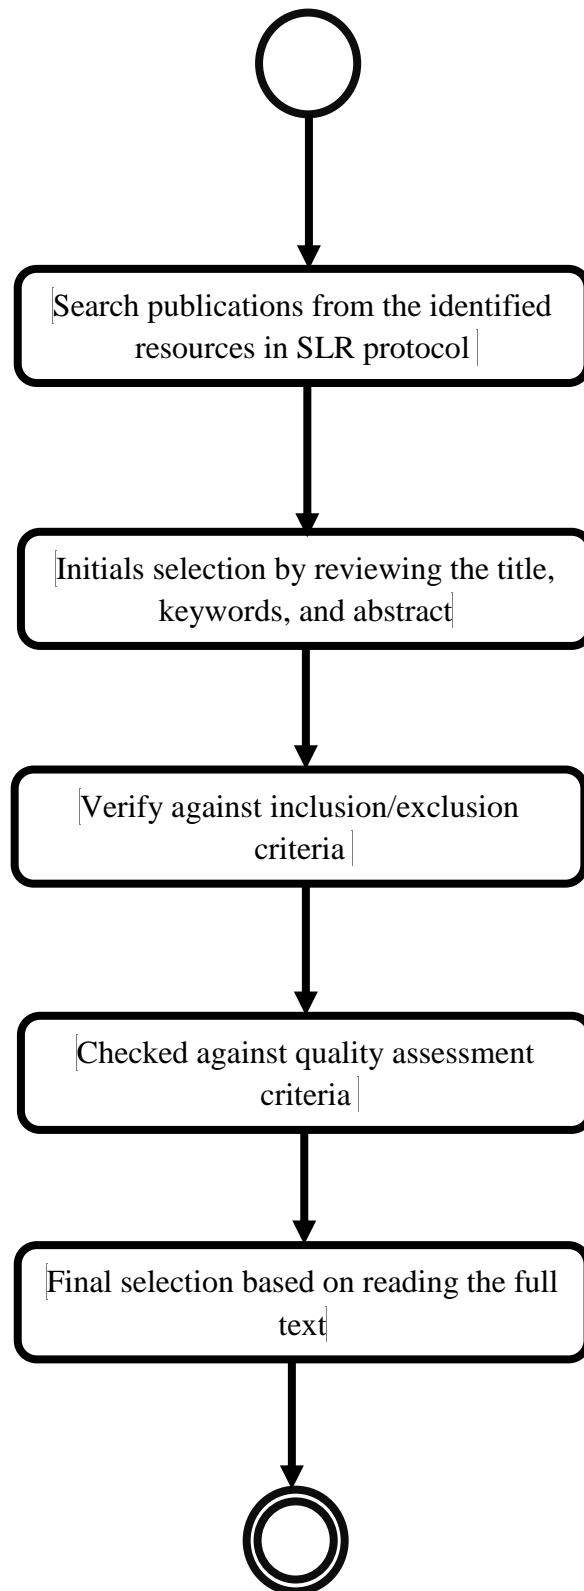 Search publications from the identified
resources in SLR protocol
Initials selection by reviewing the title,
keywords, and abstract
Verify against inclusion/exclusion
criteria
Checked against quality assessment
criteria
Final selection based on reading the full
text